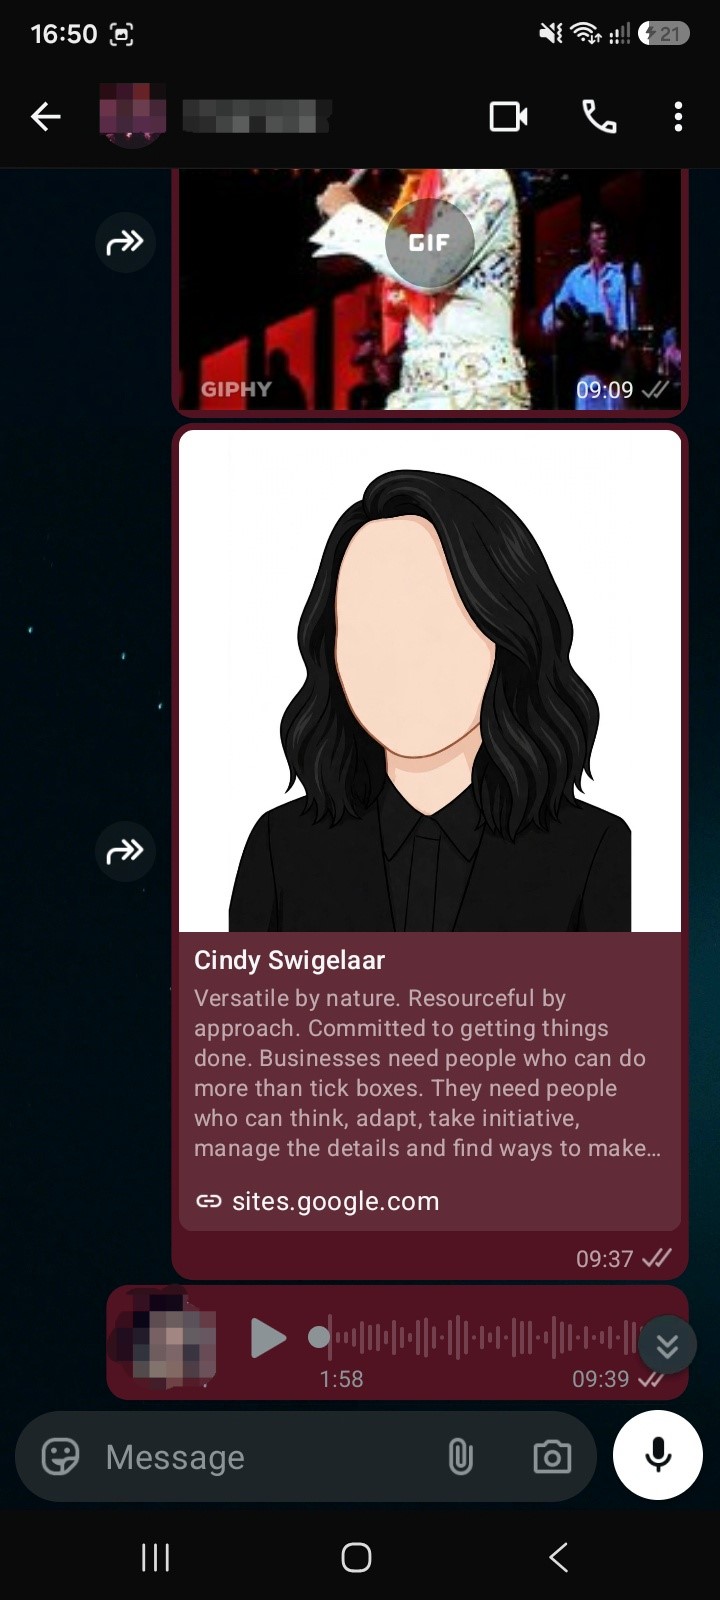 16:50
21
GIF
GIPHY
09:09
Cindy Swigelaar
Versatile by nature. Resourceful by
approach. Committed to getting things
done. Businesses need people who can do
more than tick boxes. They need people
who can think, adapt, take initiative,
manage the details and find ways to make…
sites.google.com
09:37
1:58
09:39
Message